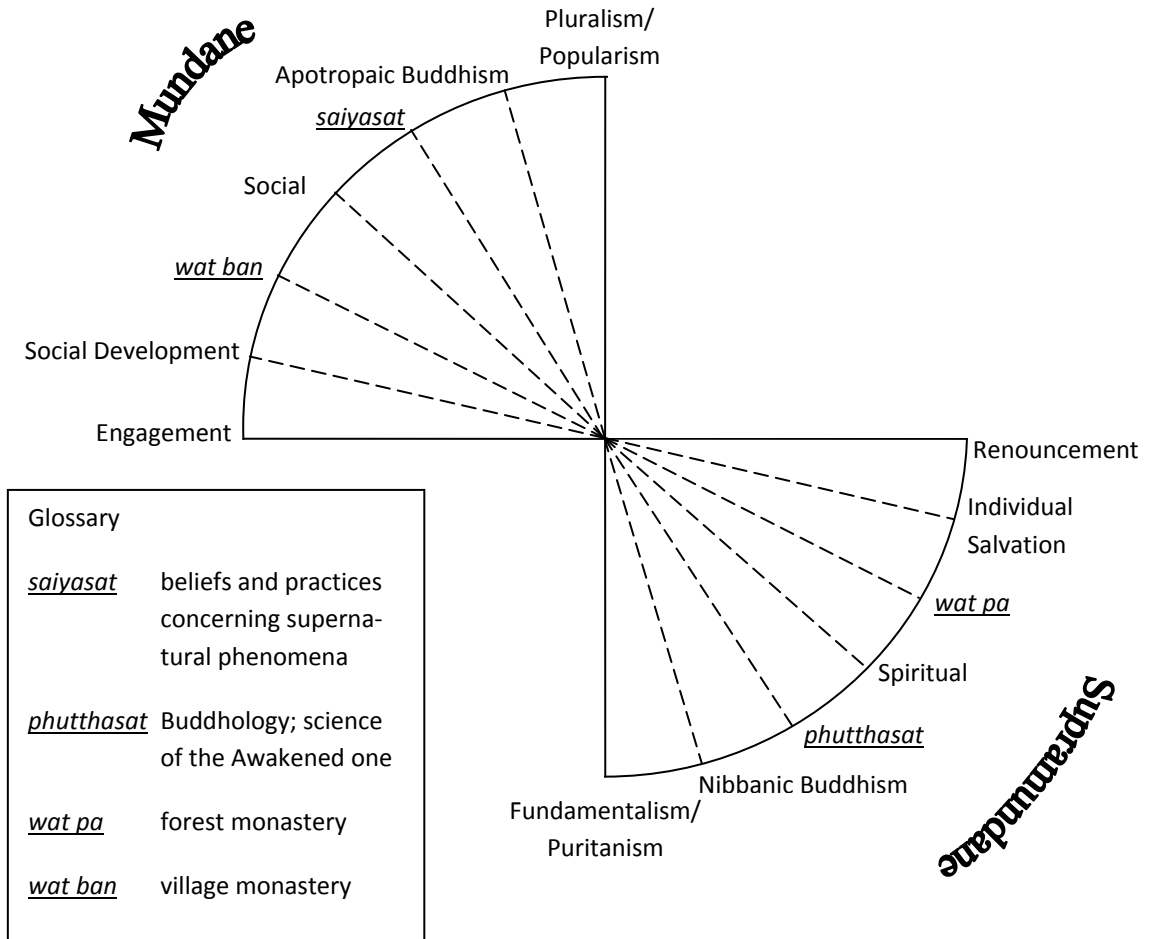 Mundane
Pluralism/
Popularism
Apotropaic Buddhism
saiyasat
Social
wat ban
Social Development
Engagement
Renouncement
Individual
Salvation
wat pa
Spiritual
phutthasat
Nibbanic Buddhism
Fundamentalism/
Puritanism
Supramundane
Glossary
saiyasat beliefs and practices
concerning superna-
tural phenomena
phutthasat Buddhology; science
of the Awakened one
wat pa forest monastery
wat ban village monastery